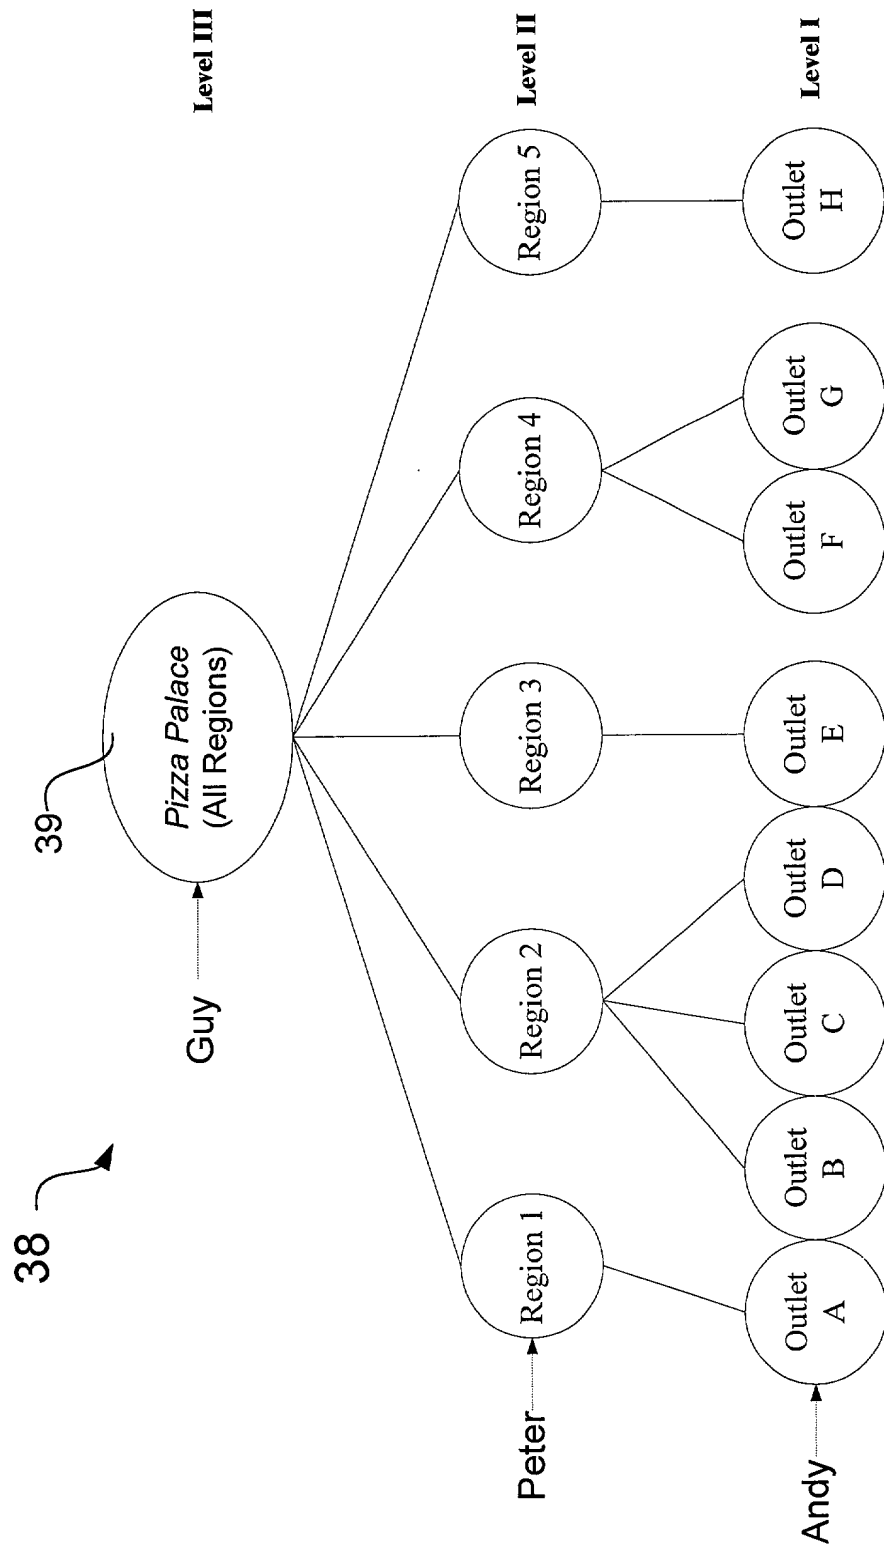 38
39
Guy
Pizza Palace
(All Regions)
Level III
Peter
Region 1
Region 2
Region 3
Region 4
Region 5
Level II
Andy
Outlet
A
Outlet
B
Outlet
C
Outlet
D
Outlet
E
Outlet
F
Outlet
G
Outlet
H
Level I